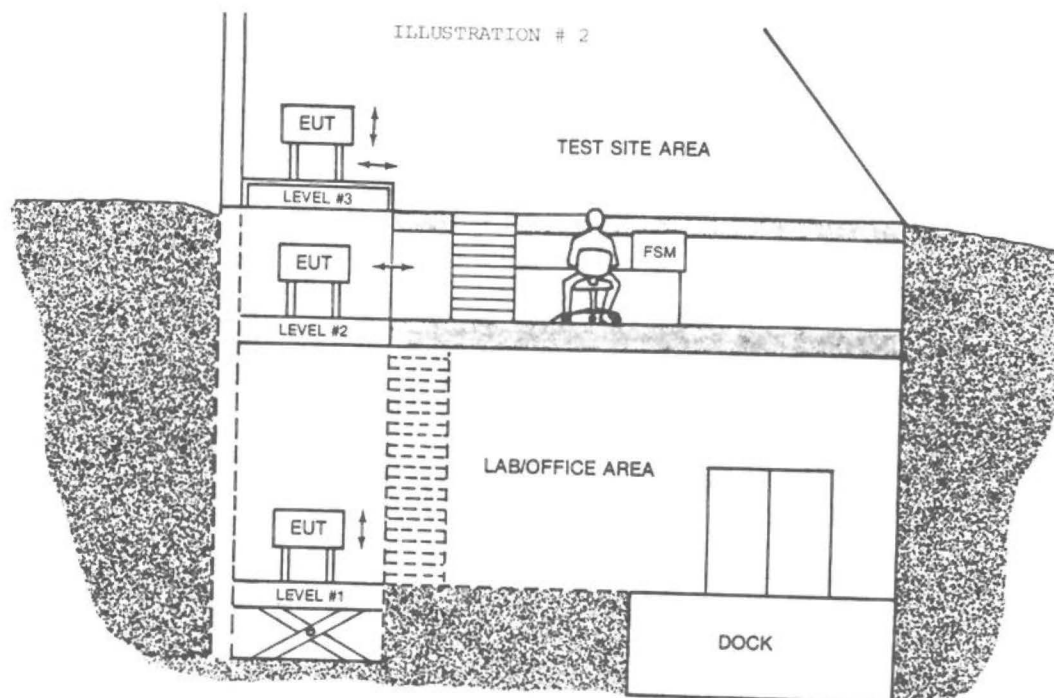 ILLUSTRATION # 2
EUT
TEST SITE AREA
LEVEL #3
EUT
FSM
LEVEL #2
LAB/OFFICE AREA
EUT
LEVEL #1
DOCK